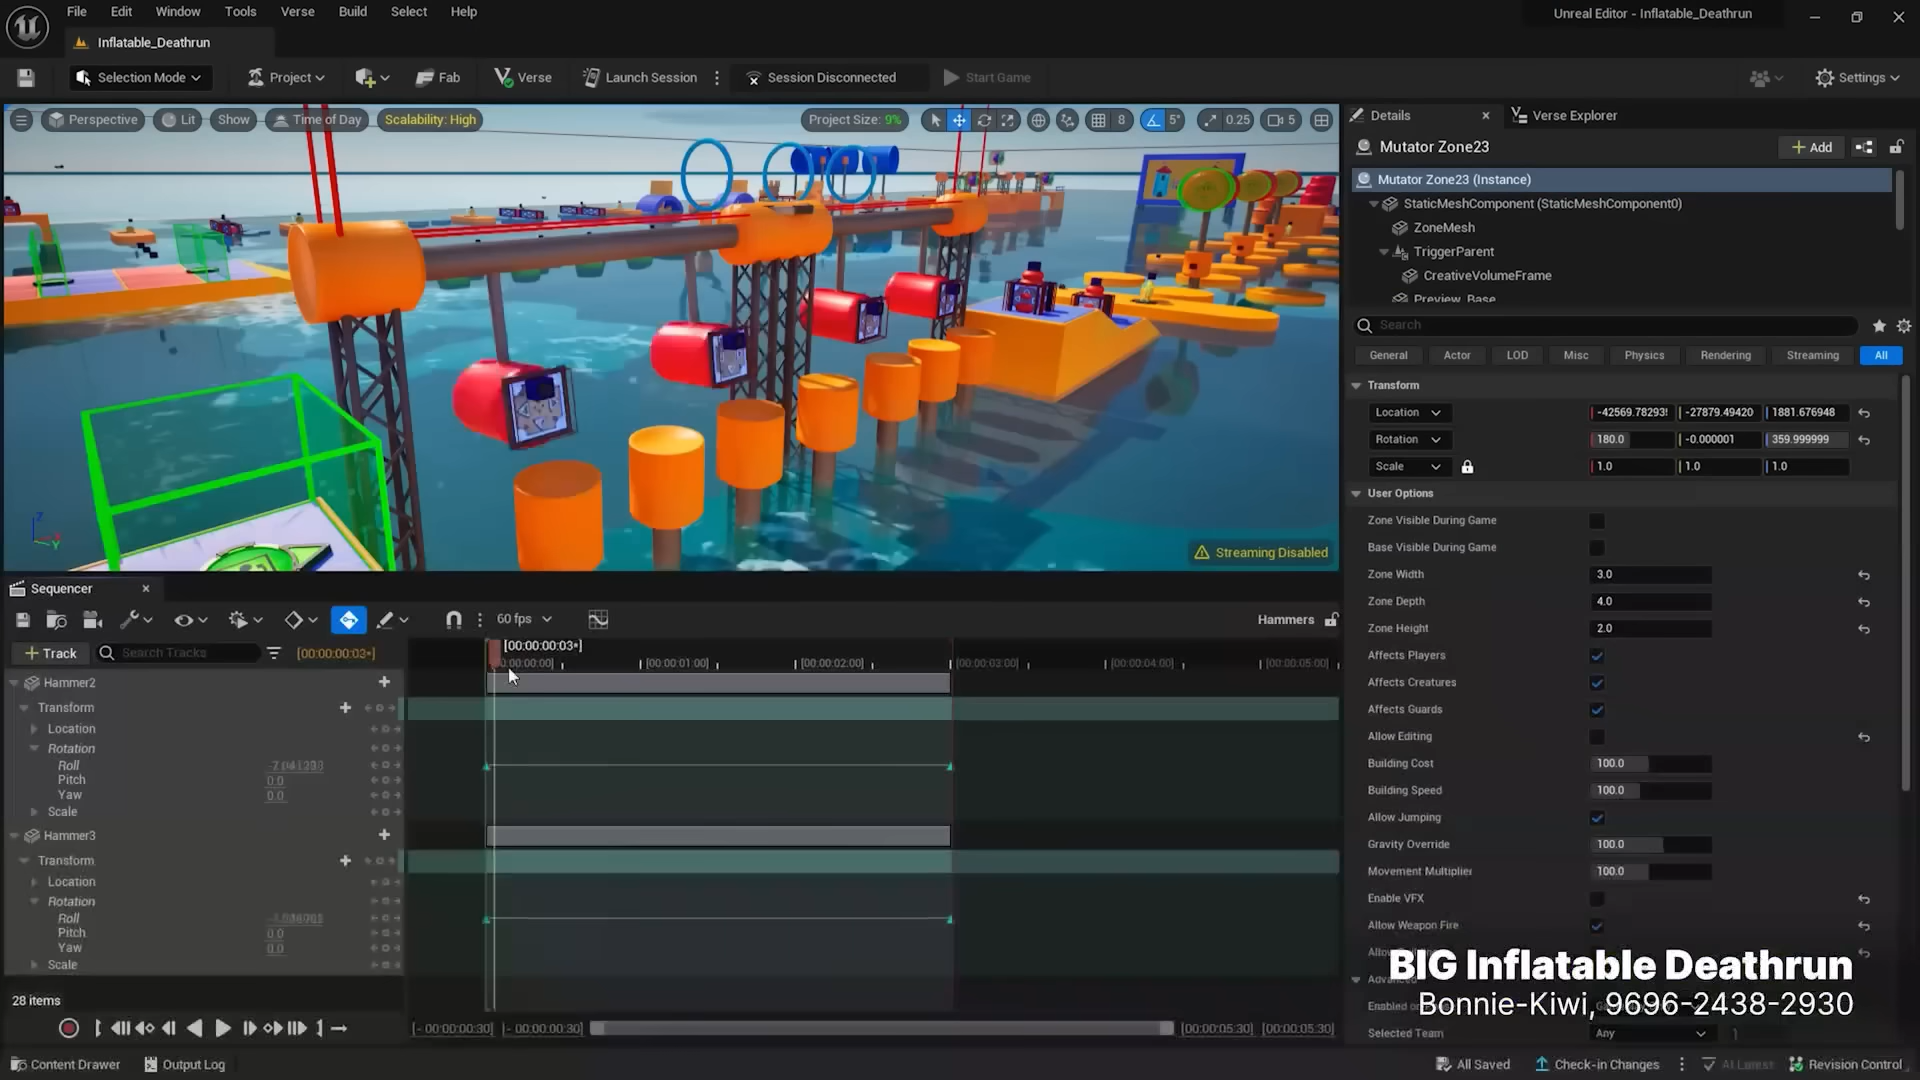 File Edit Window Tools Verse Build Select Help
Unreal Editor - Inflatable_Deathrun
Inflatable_Deathrun
Selection Mode Project Fab Verse Launch Session Session Disconnected Start Game Settings
Perspective Lit Show Time of Day Scalability: High Project Size: 9% 8 5° 0.25 5
Streaming Disabled
Details Verse Explorer
Mutator Zone23 Add
Mutator Zone23 (Instance)
StaticMeshComponent (StaticMeshComponent0)
ZoneMesh
TriggerParent
CreativeVolumeFrame
Preview_Base
Search
General Actor LOD Misc Physics Rendering Streaming All
Transform
Location -42569.78293 -27879.49420 1881.676948
Rotation 180.0 -0.000001 359.999999
Scale 1.0 1.0 1.0
User Options
Zone Visible During Game
Base Visible During Game
Zone Width 3.0
Zone Depth 4.0
Zone Height 2.0
Affects Players
Affects Creatures
Affects Guards
Allow Editing
Building Cost 100.0
Building Speed 100.0
Allow Jumping
Gravity Override 100.0
Movement Multiplier 100.0
Enable VFX
Allow Weapon Fire
Selected Team Any
BIG Inflatable Deathrun
Bonnie-Kiwi, 9696-2438-2930
Sequencer
60 fps Hammers
Track Search Tracks [00:00:00:03*]
[00:00:00:03*]
[00:00:01:00] [00:00:02:00] [00:00:03:00] [00:00:04:00] [00:00:05:00]
Hammer2
Transform
Location
Rotation
Roll
Pitch 0.0
Yaw 0.0
Scale
Hammer3
Transform
Location
Rotation
Roll
Pitch 0.0
Yaw 0.0
Scale
28 items
[- 00:00:00:30] [- 00:00:00:30] [00:00:05:30] [00:00:05:30]
Content Drawer Output Log All Saved Check-in Changes Revision Control